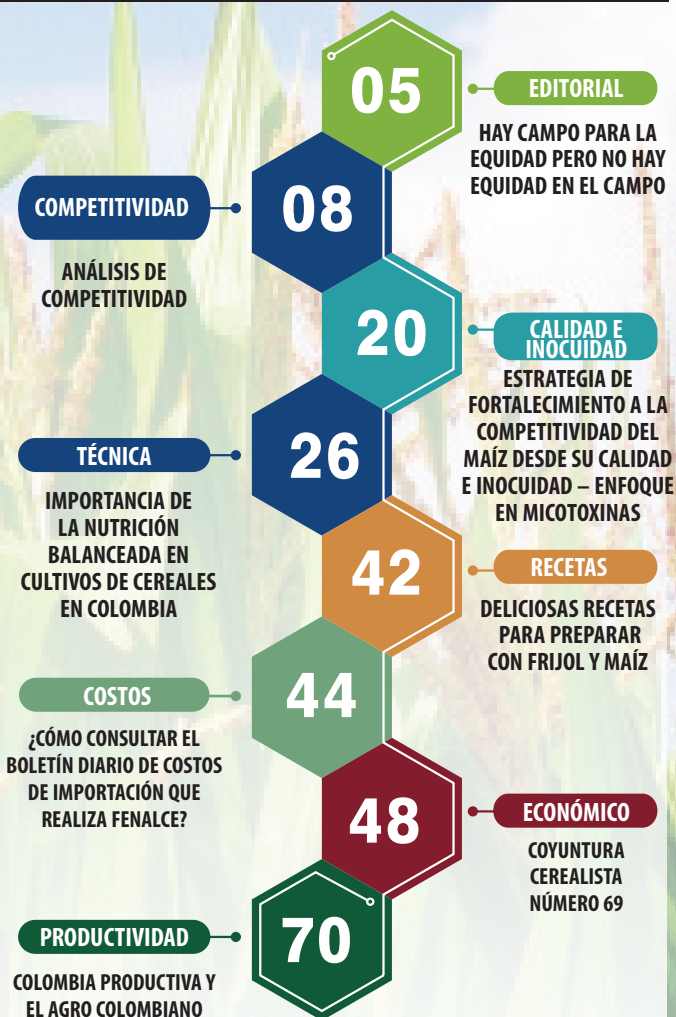 05
EDITORIAL
HAY CAMPO PARA LA
EQUIDAD PERO NO HAY
EQUIDAD EN EL CAMPO
08
COMPETITIVIDAD
ANÁLISIS DE
COMPETITIVIDAD
20
CALIDAD E
INOCUIDAD
ESTRATEGIA DE
FORTALECIMIENTO A LA
COMPETITIVIDAD DEL
MAÍZ DESDE SU CALIDAD
E INOCUIDAD – ENFOQUE
EN MICOTOXINAS
26
TÉCNICA
IMPORTANCIA DE
LA NUTRICIÓN
BALANCEADA EN
CULTIVOS DE CEREALES
EN COLOMBIA
42
RECETAS
DELICIOSAS RECETAS
PARA PREPARAR
CON FRIJOL Y MAÍZ
44
COSTOS
¿CÓMO CONSULTAR EL
BOLETÍN DIARIO DE COSTOS
DE IMPORTACIÓN QUE
REALIZA FENALCE?
48
ECONÓMICO
COYUNTURA
CEREALISTA
NÚMERO 69
70
PRODUCTIVIDAD
COLOMBIA PRODUCTIVA Y
EL AGRO COLOMBIANO